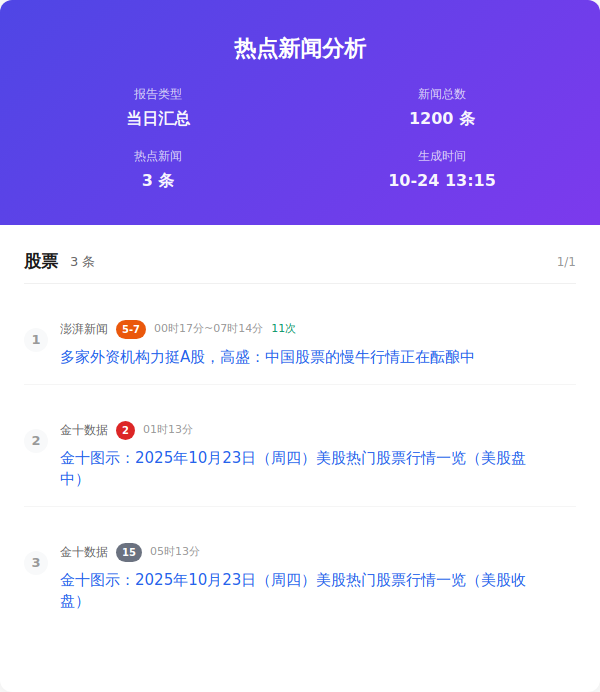 热点新闻分析
报告类型
新闻总数
当日汇总
1200 条
热点新闻
生成时间
3 条
10-24 13:15
股票 3 条 1/1
1
澎湃新闻 5-7 00时17分~07时14分 11次
多家外资机构力挺A股，高盛：中国股票的慢牛行情正在酝酿中
2
金十数据 2 01时13分
金十图示：2025年10月23日（周四）美股热门股票行情一览（美股盘
中）
3
金十数据 15 05时13分
金十图示：2025年10月23日（周四）美股热门股票行情一览（美股收
盘）